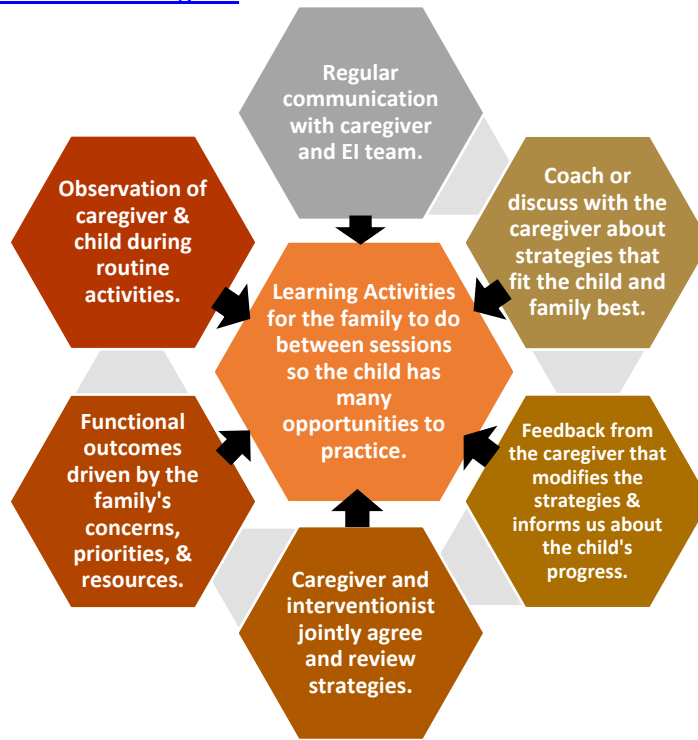 Regular
communication
with caregiver
and EI team.
Observation of
caregiver &
child during
routine
activities.
Coach or
discuss with the
caregiver about
strategies that
fit the child and
family best.
Learning Activities
for the family to do
between sessions
so the child has
many
opportunities to
practice.
Functional
outcomes
driven by the
family's
concerns,
priorities, &
resources.
Feedback from
the caregiver that
modifies the
strategies &
informs us about
the child's
progress.
Caregiver and
interventionist
jointly agree
and review
strategies.